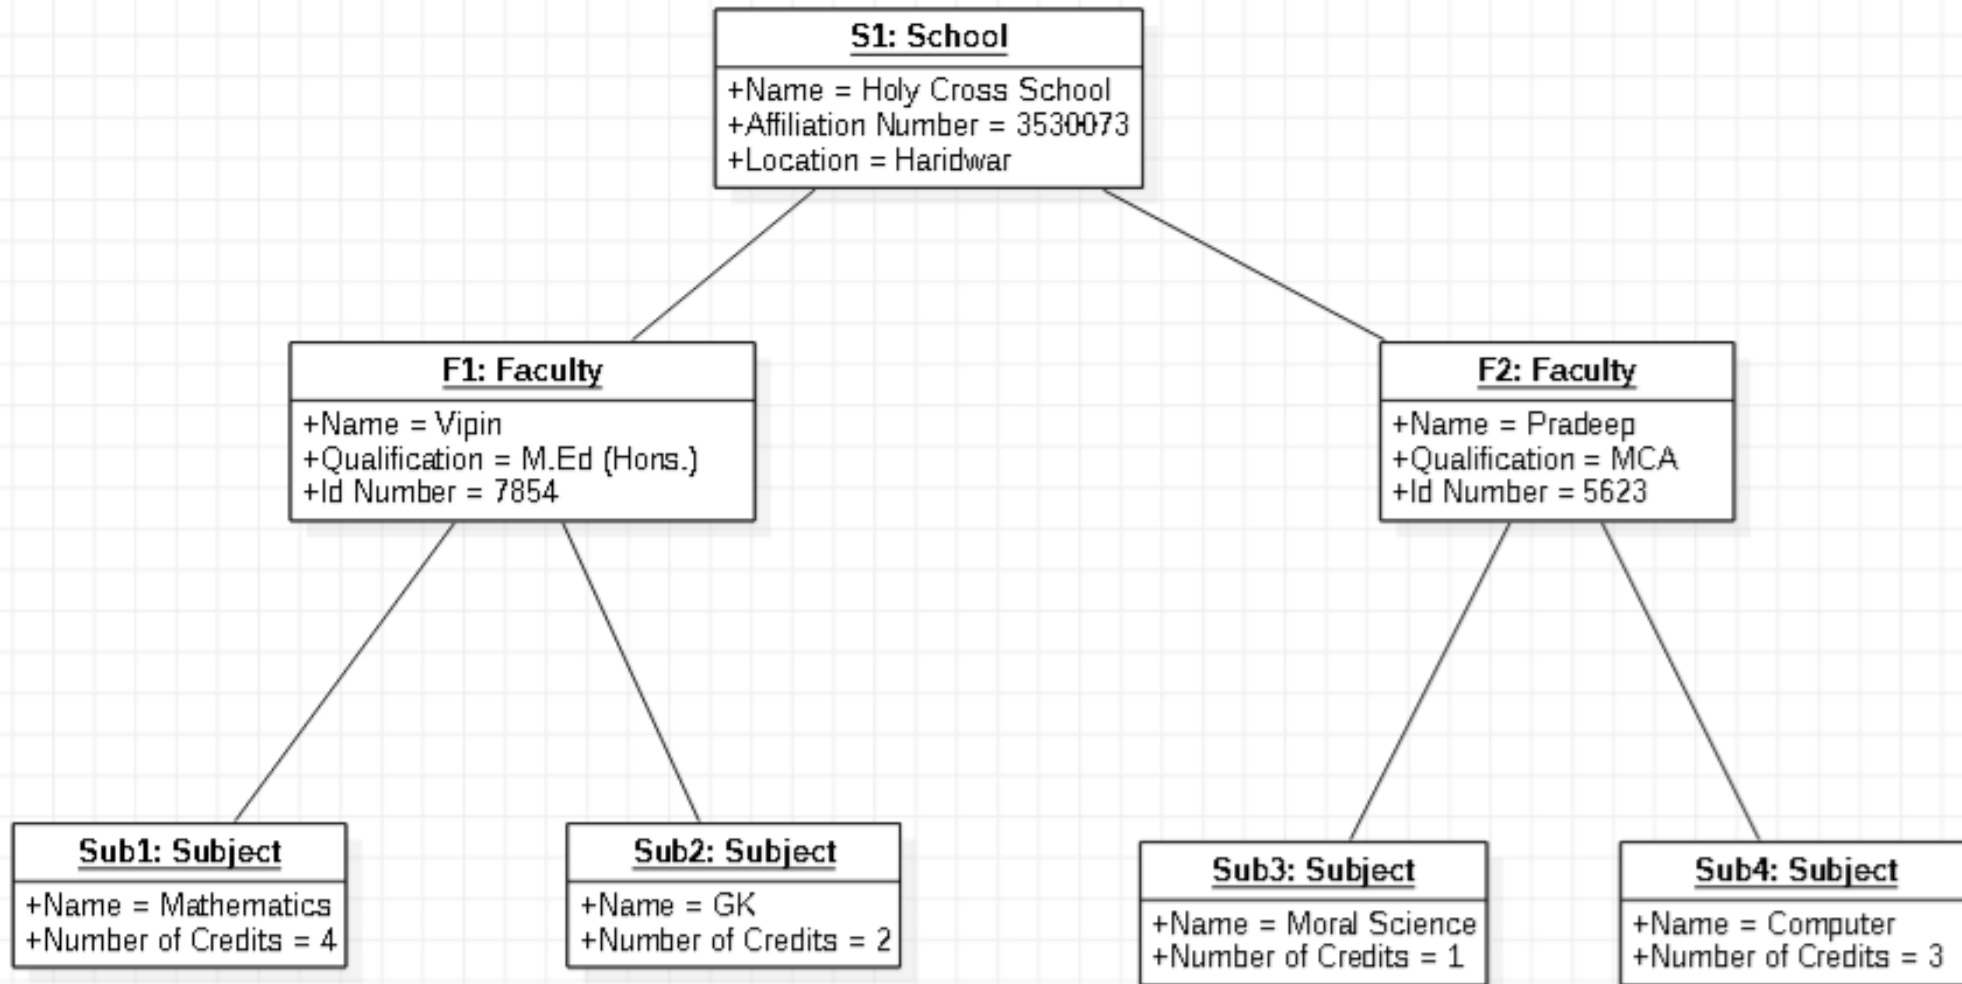 S1: School
+Name = Holy Cross School
+Affiliation Number = 3530073
+Location = Haridwar
F1: Faculty
+Name = Vipin
+Qualification = M.Ed (Hons.)
+Id Number = 7854
F2: Faculty
+Name = Pradeep
+Qualification = MCA
+Id Number = 5623
Sub1: Subject
+Name = Mathematics
+Number of Credits = 4
Sub2: Subject
+Name = GK
+Number of Credits = 2
Sub3: Subject
+Name = Moral Science
+Number of Credits = 1
Sub4: Subject
+Name = Computer
+Number of Credits = 3